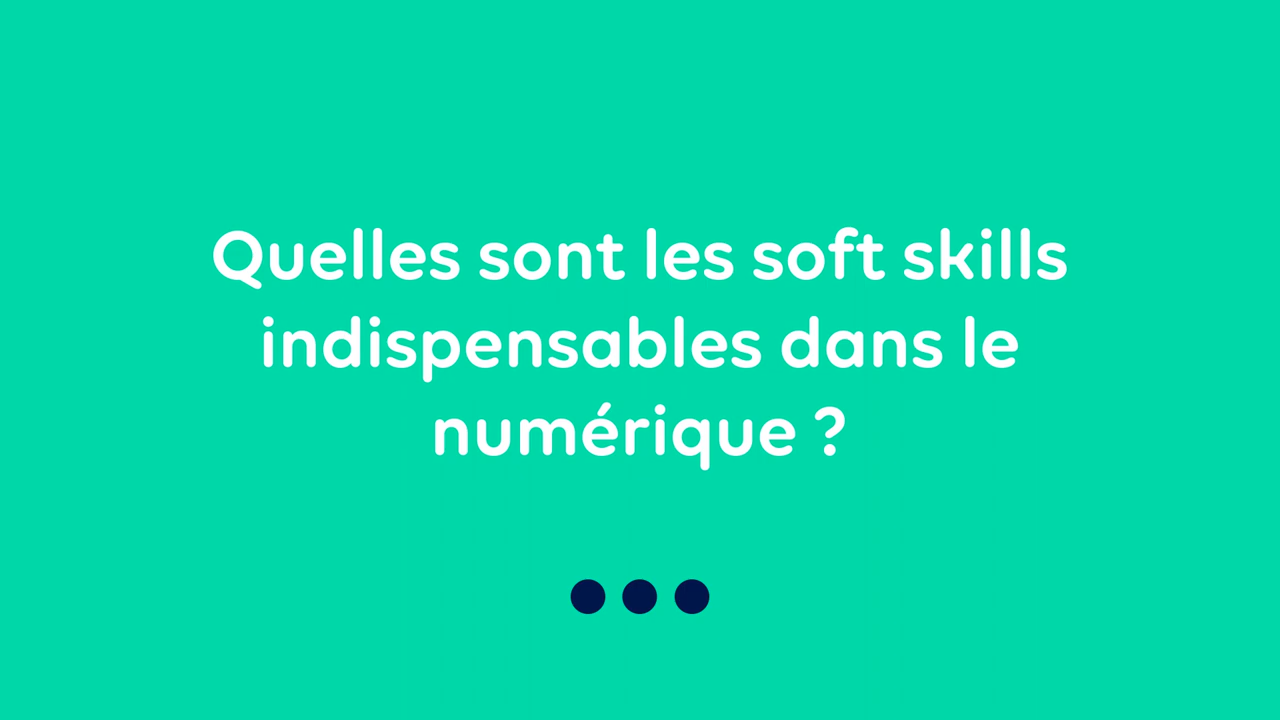 Quelles sont les soft skills
indispensables dans le
numérique ?